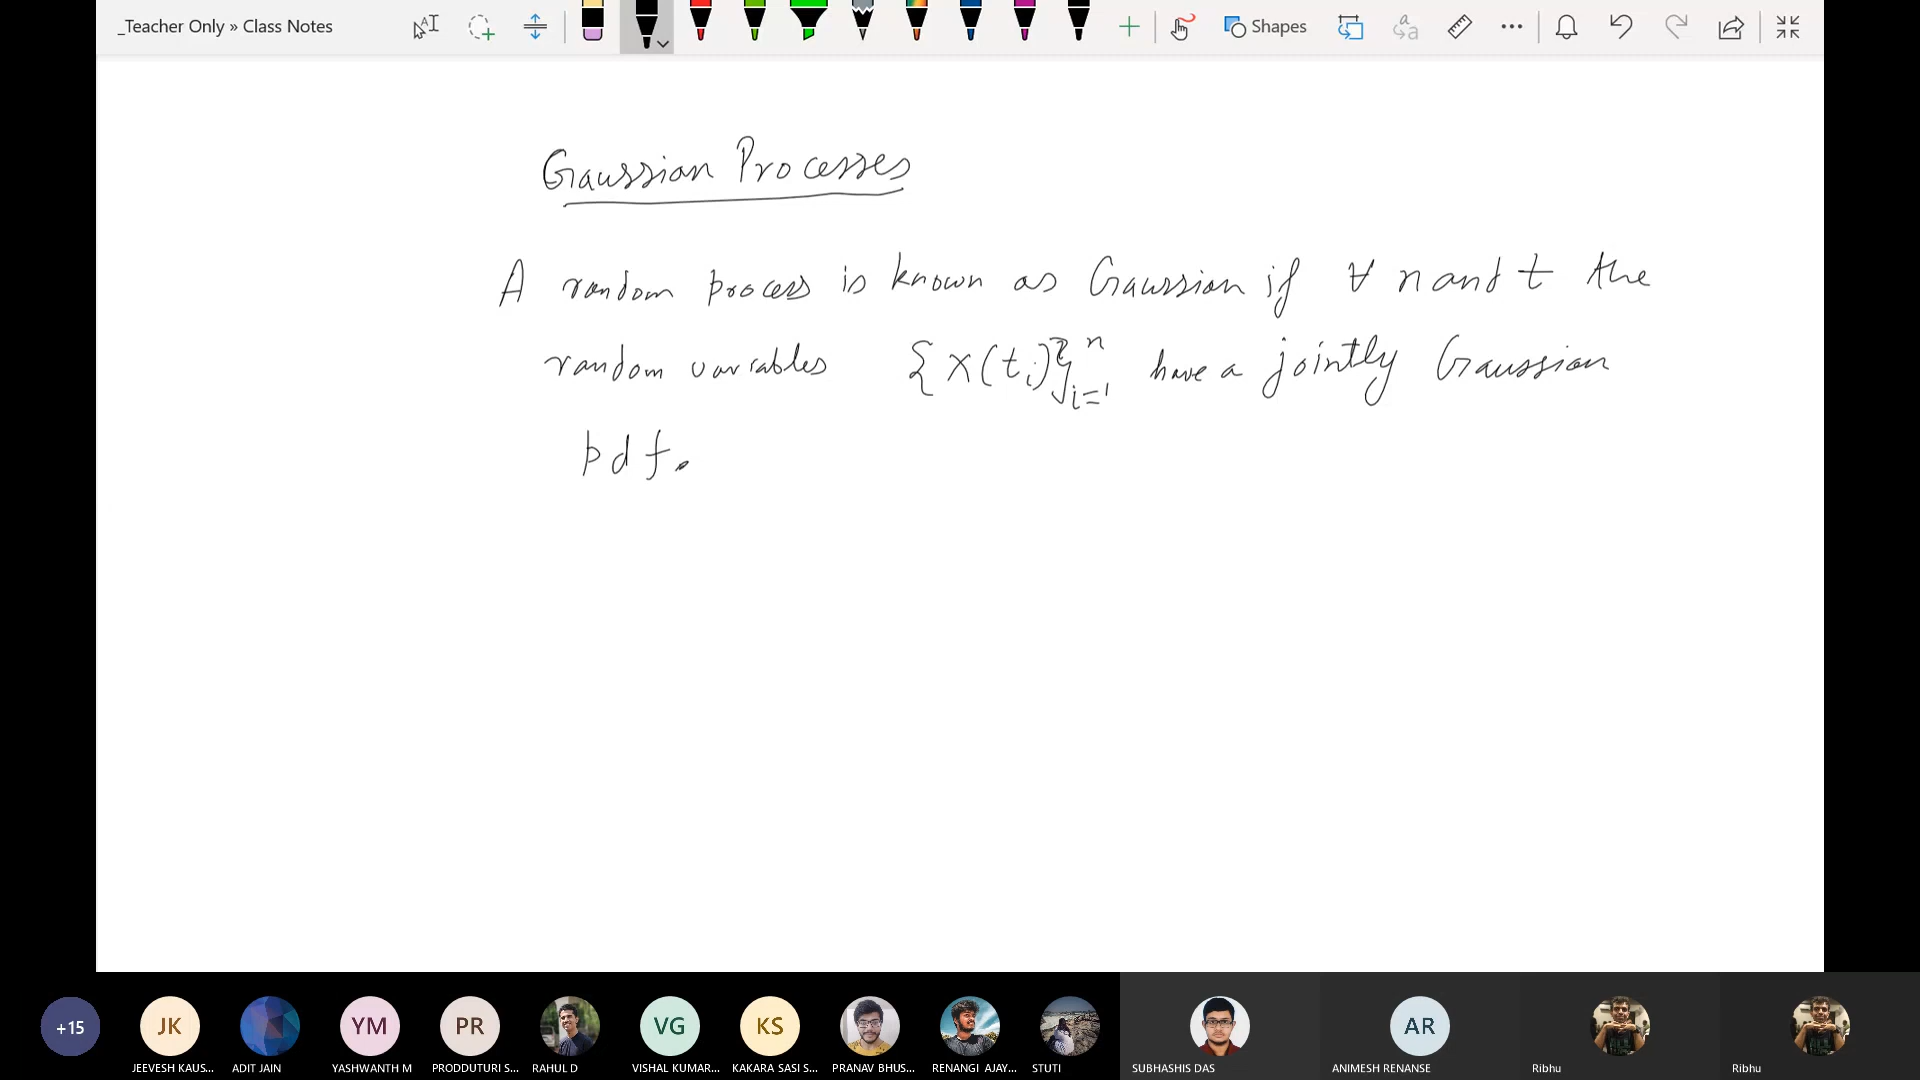 _Teacher Only » Class Notes
Shapes
Gaussian Processes
A random process is known as Gaussian if ∀ n and t the
random variables {X(t_i)}_{i=1}^n have a jointly Gaussian
pdf.
+15
JK
YM
PR
VG
KS
AR
JEEVESH KAUS...
ADIT JAIN
YASHWANTH M
PRODDUTURI S...
RAHUL D
VISHAL KUMAR...
KAKARA SASI S...
PRANAV BHUS...
RENANGI AJAY...
STUTI
SUBHASHIS DAS
ANIMESH RENANSE
Ribhu
Ribhu